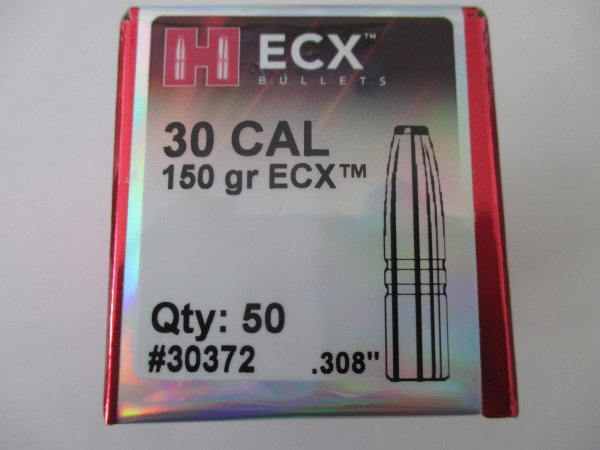 H ECX™
BULLETS
30 CAL
150 gr ECX™
Qty: 50
#30372 .308"